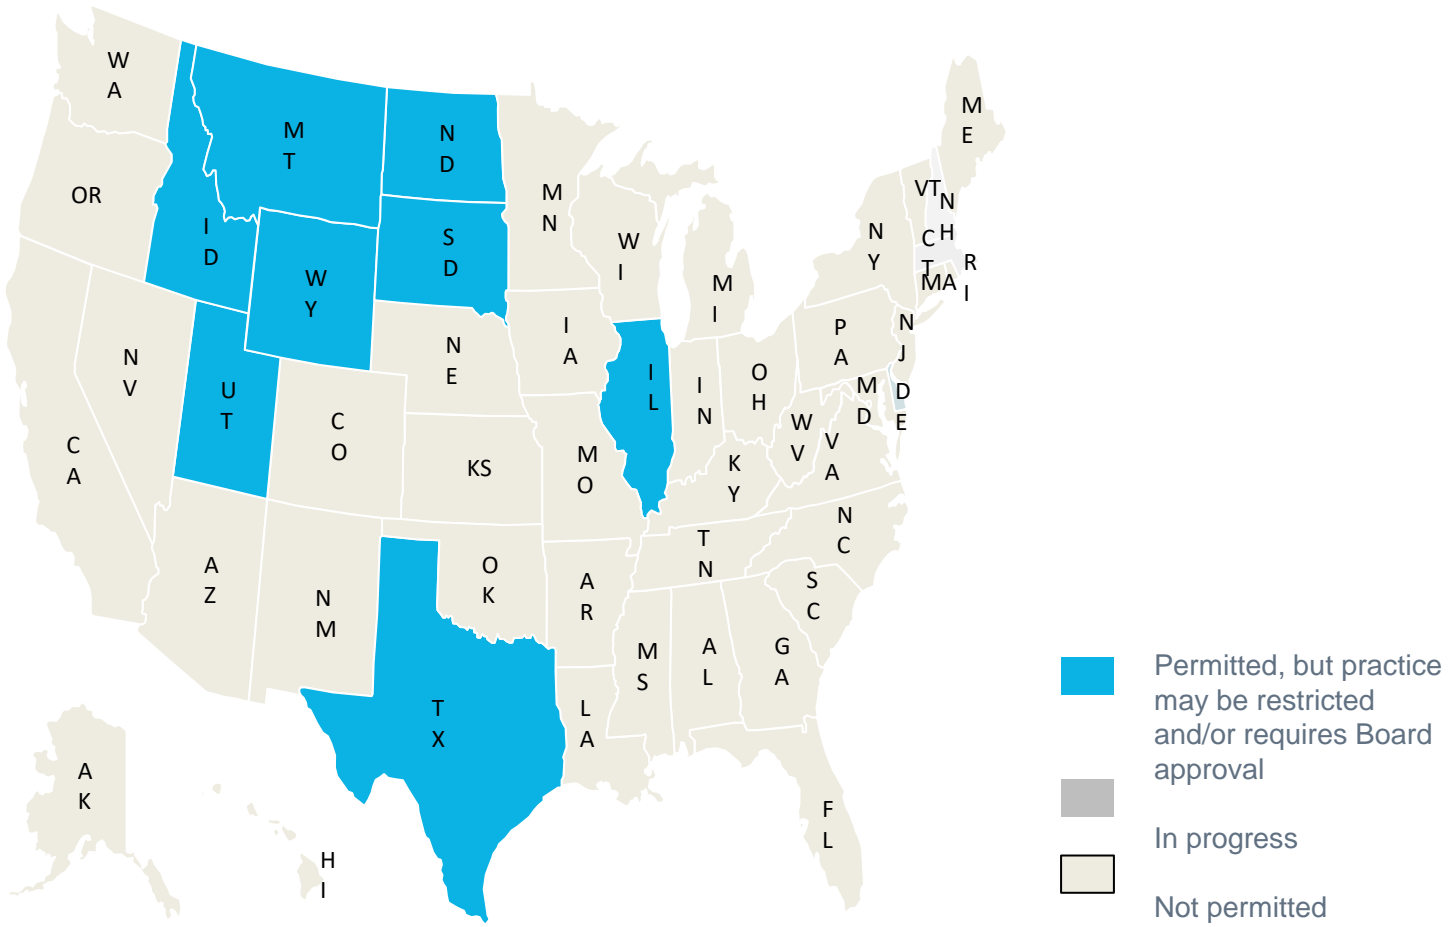 W
A
OR
C
A
I
D
N
V
M
T
W
Y
U
T
A
Z
C
O
N
M
N
D
S
D
N
E
KS
O
K
T
X
M
N
I
A
M
O
A
R
L
A
W
I
I
L
M
I
I
N
O
H
K
Y
T
N
M
S
A
L
G
A
F
L
S
C
N
C
V
A
W
V
P
A
N
Y
M
D
D
E
N
J
VT
N
H
C
T
MA
R
I
M
E
A
K
H
I
Permitted, but practice
may be restricted
and/or requires Board
approval
In progress
Not permitted